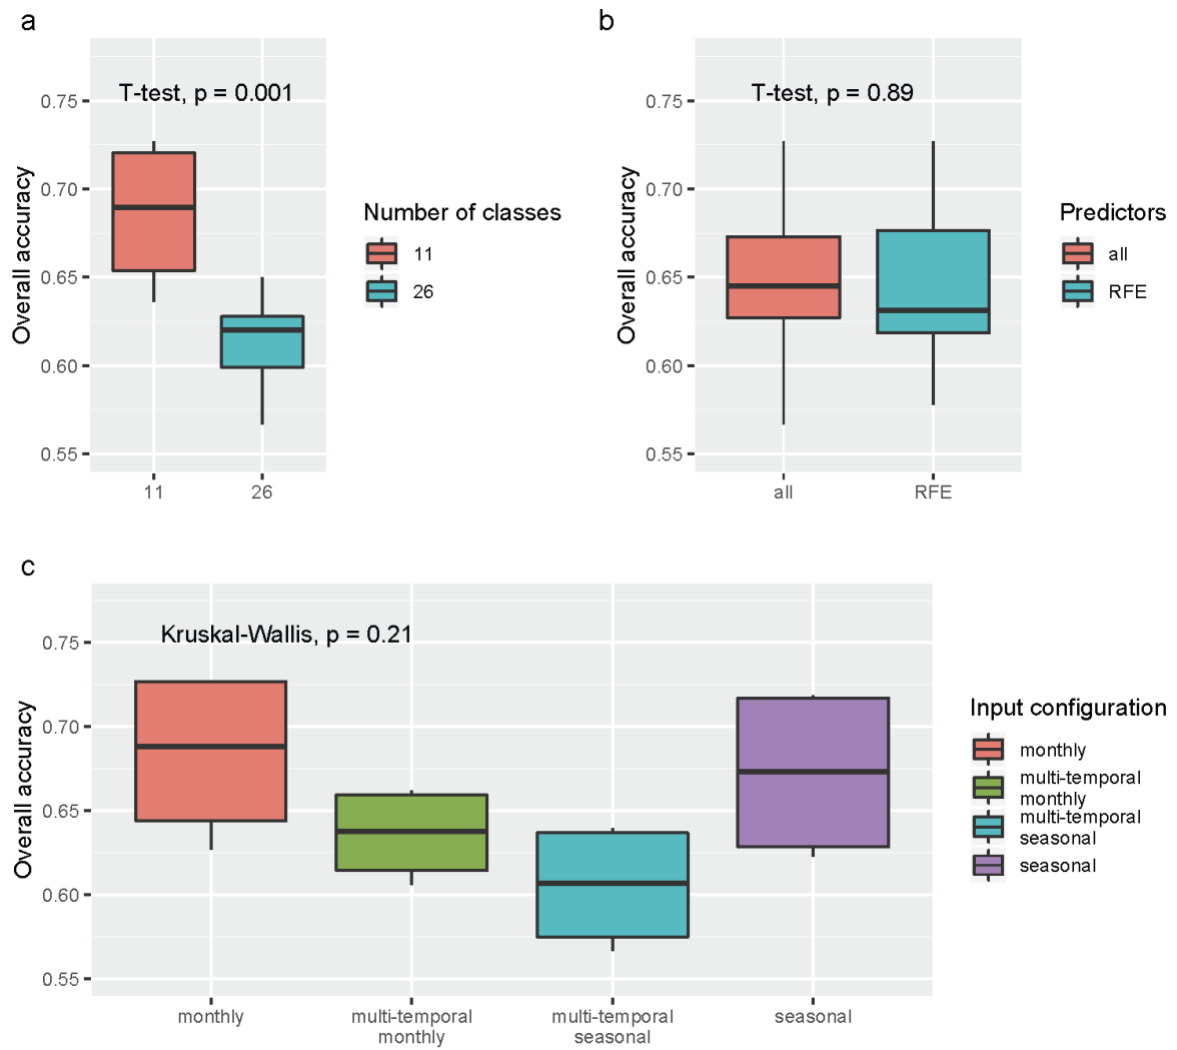 a
T-test, p = 0.001
0.75
0.70
0.65
0.60
0.55
Overall accuracy
11
26
Number of classes
11
26
b
T-test, p = 0.89
0.75
0.70
0.65
0.60
0.55
Overall accuracy
all
RFE
Predictors
all
RFE
c
Kruskal-Wallis, p = 0.21
0.75
0.70
0.65
0.60
0.55
Overall accuracy
monthly
multi-temporal
monthly
multi-temporal
seasonal
seasonal
Input configuration
monthly
multi-temporal
monthly
multi-temporal
seasonal
seasonal